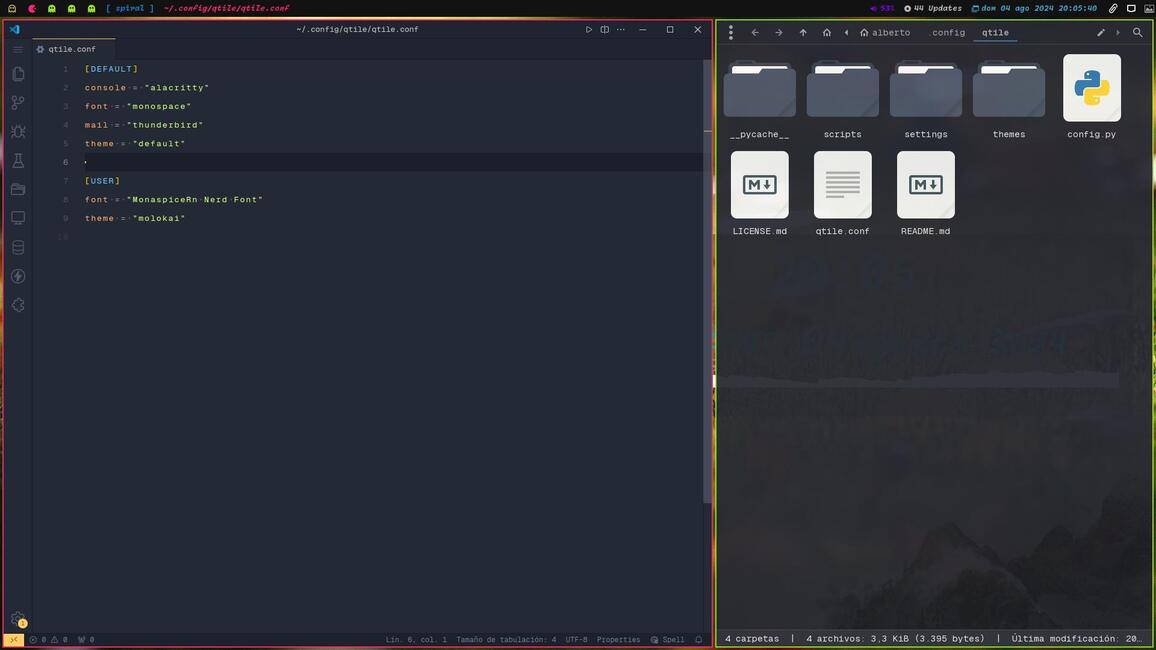 [ spiral ] ~/.config/qtile/qtile.conf
53% 44 Updates dom 04 ago 2024 20:05:40
~/.config/qtile/qtile.conf
qtile.conf
1 [DEFAULT]
2 console = "alacritty"
3 font = "monospace"
4 mail = "thunderbird"
5 theme = "default"
6
7 [USER]
8 font = "MonaspiceRn Nerd Font"
9 theme = "molokai"
10
1
0 0 0 Lín. 6, col. 1 Tamaño de tabulación: 4 UTF-8 Properties Spell
alberto .config qtile
__pycache__ scripts settings themes config.py
LICENSE.md qtile.conf README.md
4 carpetas | 4 archivos: 3,3 KiB (3.395 bytes) | Última modificación: 20…